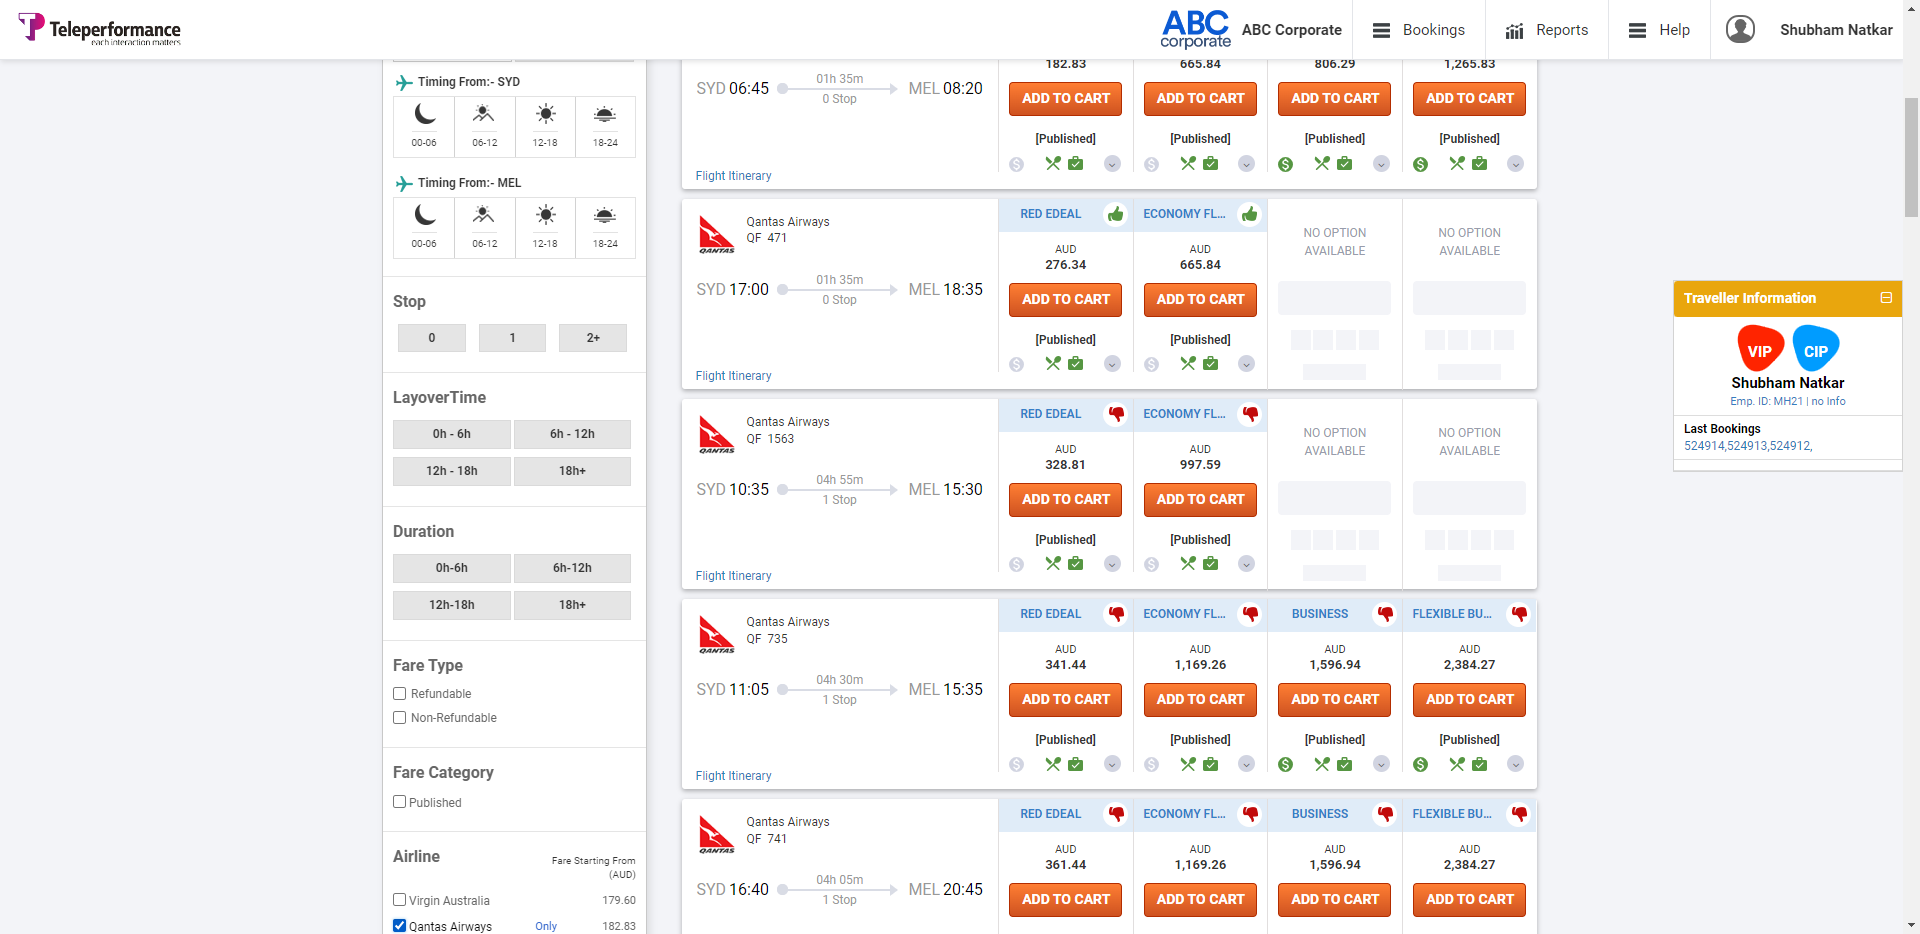 Teleperformance
each interaction matters
ABC
corporate
ABC Corporate
Bookings
Reports
Help
Shubham Natkar
Timing From:- SYD
00-06 06-12 12-18 18-24
Timing From:- MEL
00-06 06-12 12-18 18-24
Stop
0 1 2+
LayoverTime
0h - 6h 6h - 12h
12h - 18h 18h+
Duration
0h-6h 6h-12h
12h-18h 18h+
Fare Type
Refundable
Non-Refundable
Fare Category
Published
Airline Fare Starting From
(AUD)
Virgin Australia 179.60
Qantas Airways Only 182.83
182.83 665.84 806.29 1,265.83
SYD 06:45 01h 35m MEL 08:20
0 Stop
ADD TO CART ADD TO CART ADD TO CART ADD TO CART
[Published] [Published] [Published] [Published]
Flight Itinerary
Qantas Airways
QF 471
RED EDEAL ECONOMY FL...
AUD AUD
276.34 665.84
NO OPTION
AVAILABLE
NO OPTION
AVAILABLE
SYD 17:00 01h 35m MEL 18:35
0 Stop
ADD TO CART ADD TO CART
[Published] [Published]
Flight Itinerary
Qantas Airways
QF 1563
RED EDEAL ECONOMY FL...
AUD AUD
328.81 997.59
NO OPTION
AVAILABLE
NO OPTION
AVAILABLE
SYD 10:35 04h 55m MEL 15:30
1 Stop
ADD TO CART ADD TO CART
[Published] [Published]
Flight Itinerary
Qantas Airways
QF 735
RED EDEAL ECONOMY FL... BUSINESS FLEXIBLE BU...
AUD AUD AUD AUD
341.44 1,169.26 1,596.94 2,384.27
SYD 11:05 04h 30m MEL 15:35
1 Stop
ADD TO CART ADD TO CART ADD TO CART ADD TO CART
[Published] [Published] [Published] [Published]
Flight Itinerary
Qantas Airways
QF 741
RED EDEAL ECONOMY FL... BUSINESS FLEXIBLE BU...
AUD AUD AUD AUD
361.44 1,169.26 1,596.94 2,384.27
SYD 16:40 04h 05m MEL 20:45
1 Stop
ADD TO CART ADD TO CART ADD TO CART ADD TO CART
QANTAS
QANTAS
QANTAS
QANTAS
Traveller Information
VIP CIP
Shubham Natkar
Emp. ID: MH21 | no Info
Last Bookings
524914,524913,524912,